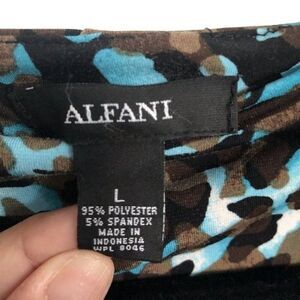 ALFANI
L
95% POLYESTER
5% SPANDEX
MADE IN
INDONESIA
WPL 8046